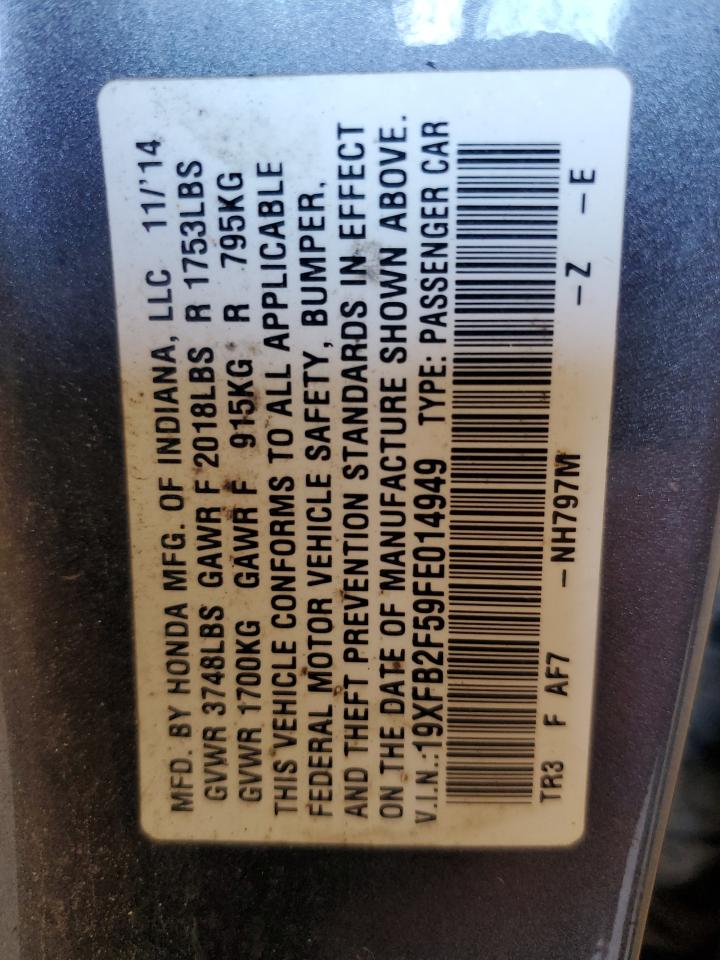 MFD. BY HONDA MFG. OF INDIANA, LLC 11/'14
GVWR 3748LBS GAWR F 2018LBS R 1753LBS
GVWR 1700KG GAWR F 915KG R 795KG
THIS VEHICLE CONFORMS TO ALL APPLICABLE
FEDERAL MOTOR VEHICLE SAFETY, BUMPER,
AND THEFT PREVENTION STANDARDS IN EFFECT
ON THE DATE OF MANUFACTURE SHOWN ABOVE.
V.I.N.:19XFB2F59FE014949 TYPE: PASSENGER CAR
TR3 F AF7 –NH797M –Z –E